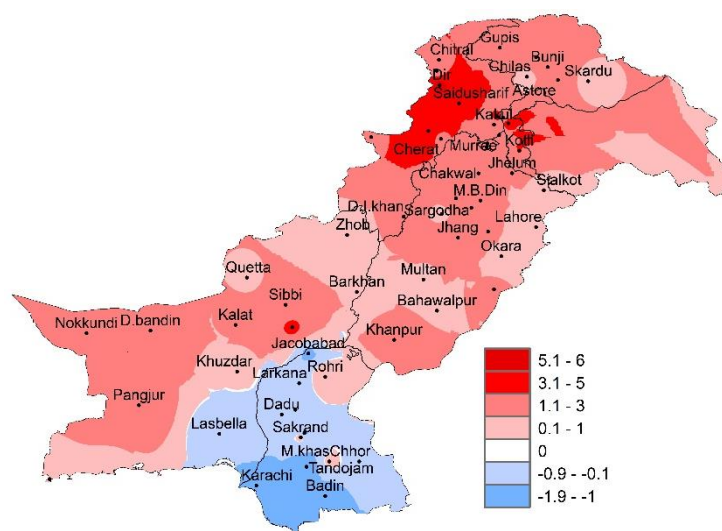 Gupis
Chitral
Bunji
Chilas
Skardu
Dir
Astore
Saidusharif
Kakul
Cherat
Murree
Kotli
Jhelum
Chakwal
Sialkot
M.B.Din
D.I.khan
Sargodha
Lahore
Zhob
Jhang
Okara
Quetta
Multan
Barkhan
Sibbi
Bahawalpur
Nokkundi
D.bandin
Kalat
Khanpur
Jacobabad
Khuzdar
Larkana
Rohri
Pangjur
Dadu
Lasbella
Sakrand
M.khasChhor
Tandojam
Karachi
Badin
5.1 - 6
3.1 - 5
1.1 - 3
0.1 - 1
0
-0.9 - -0.1
-1.9 - -1